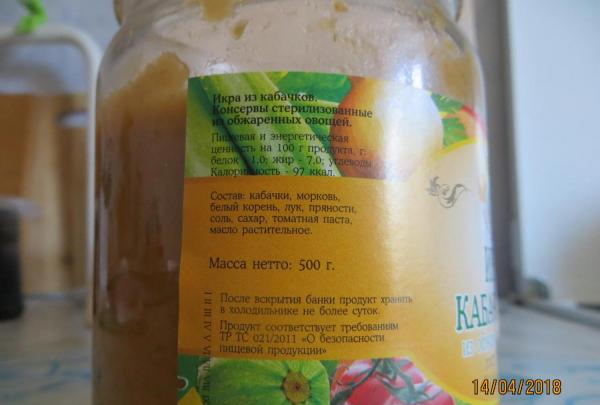 Икра из кабачков.
Консервы стерилизованные
из обжаренных овощей.
Пищевая и энергетическая
ценность на 100 г продукта, г:
белок - 1,0; жир - 7,0; углеводы
Калорийность - 97 ккал.
Состав: кабачки, морковь,
белый корень, лук, пряности,
соль, сахар, томатная паста,
масло растительное.
Масса нетто: 500 г.
После вскрытия банки продукт хранить
в холодильнике не более суток.
Продукт соответствует требованиям
ТР ТС 021/2011 «О безопасности
пищевой продукции»
14/04/2018